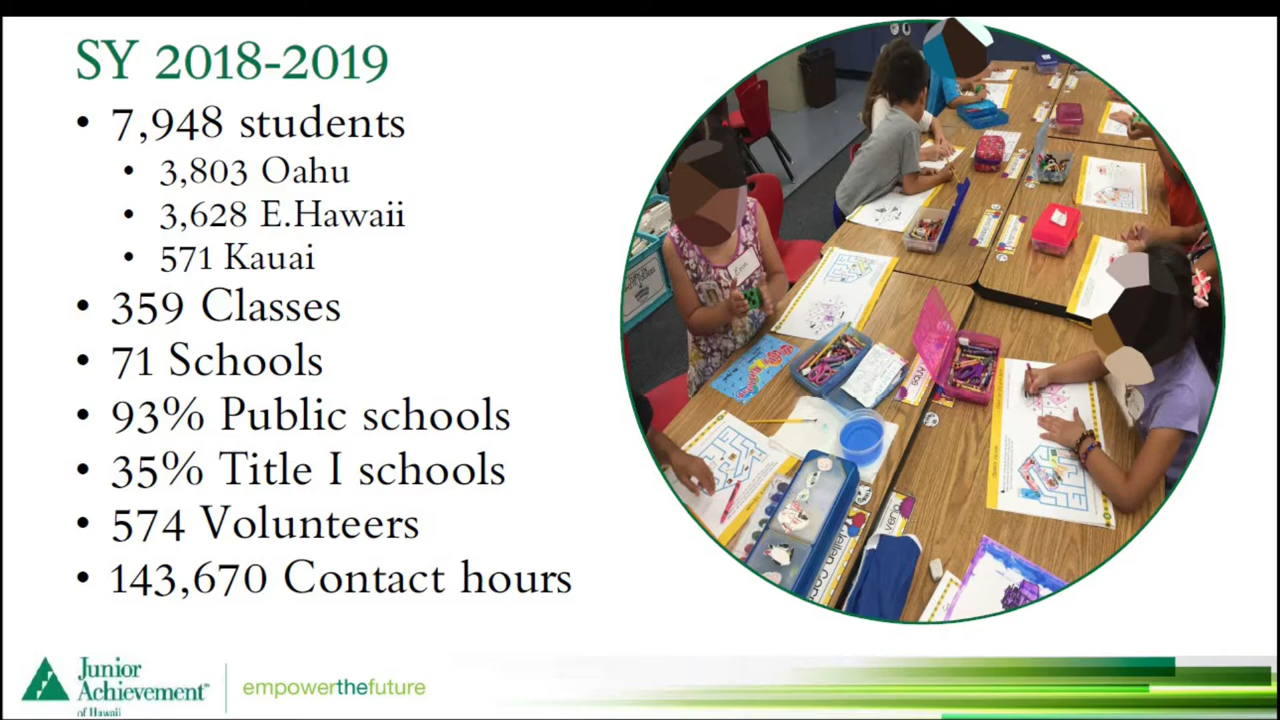 SY 2018-2019
• 7,948 students
• 3,803 Oahu
• 3,628 E.Hawaii
• 571 Kauai
• 359 Classes
• 71 Schools
• 93% Public schools
• 35% Title I schools
• 574 Volunteers
• 143,670 Contact hours
Junior
Achievement™
of Hawaii
empowerthefuture